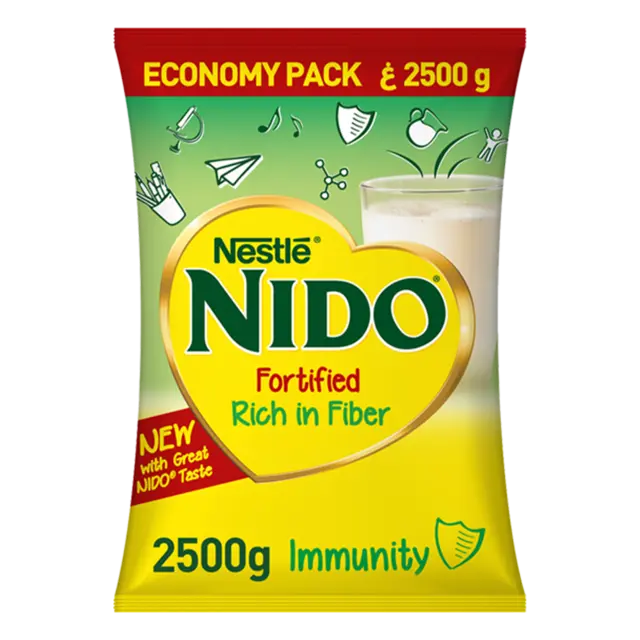 ECONOMY PACK غ 2500 g
Nestlé®
NIDO®
Fortified
Rich in Fiber
NEW
with Great
NIDO® Taste
2500g Immunity